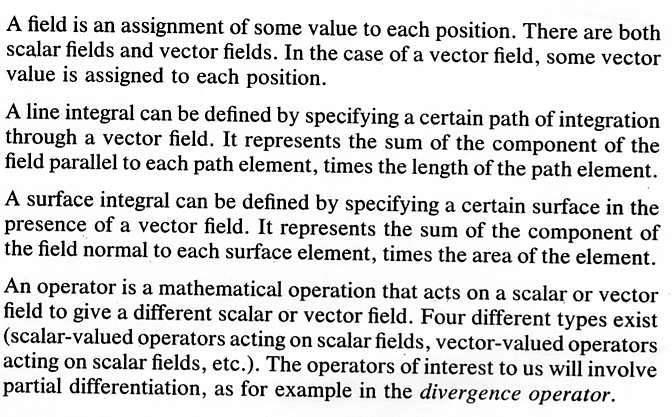 A field is an assignment of some value to each position. There are both
scalar fields and vector fields. In the case of a vector field, some vector
value is assigned to each position.
A line integral can be defined by specifying a certain path of integration
through a vector field. It represents the sum of the component of the
field parallel to each path element, times the length of the path element.
A surface integral can be defined by specifying a certain surface in the
presence of a vector field. It represents the sum of the component of
the field normal to each surface element, times the area of the element.
An operator is a mathematical operation that acts on a scalar or vector
field to give a different scalar or vector field. Four different types exist
(scalar-valued operators acting on scalar fields, vector-valued operators
acting on scalar fields, etc.). The operators of interest to us will involve
partial differentiation, as for example in the divergence operator.